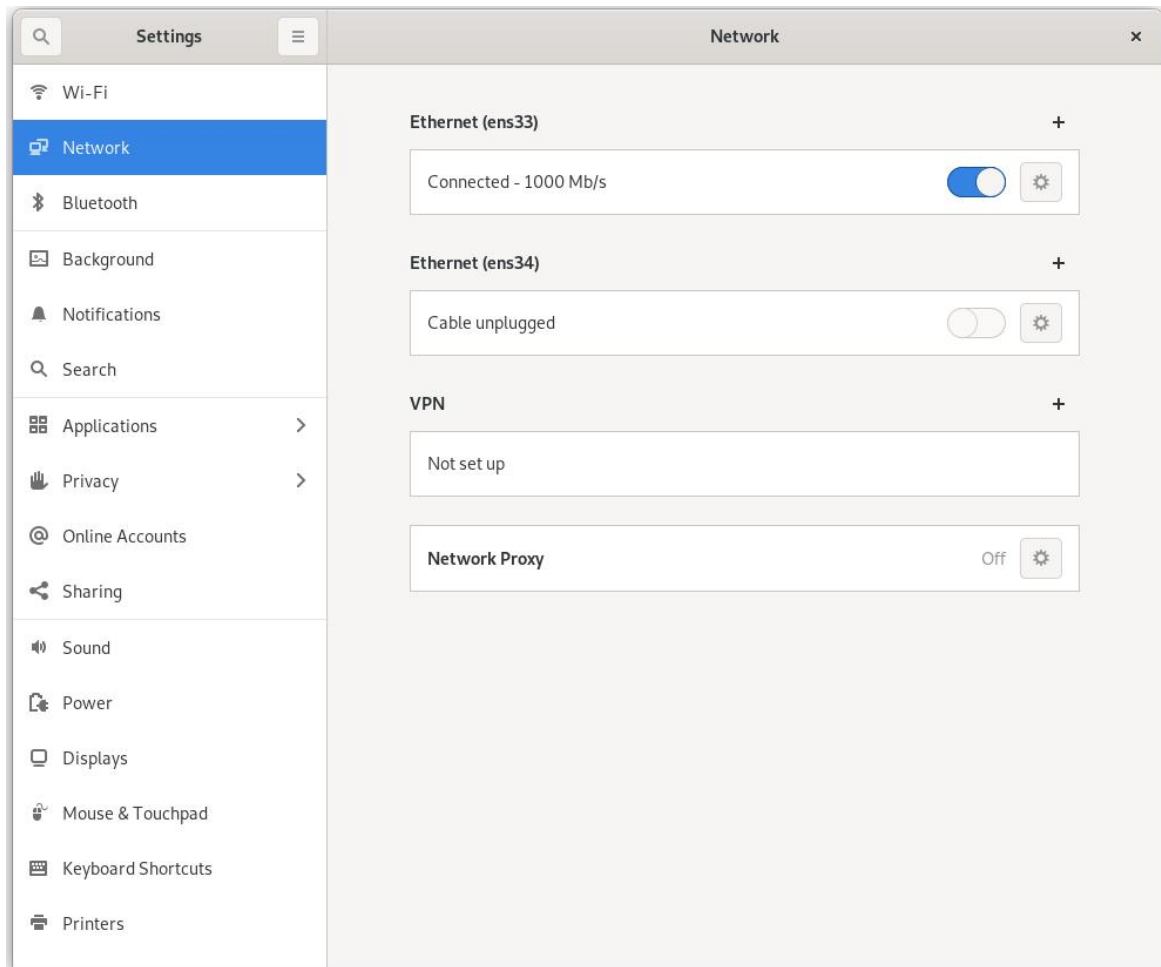 Settings
Network
Wi-Fi
Network
Bluetooth
Background
Notifications
Search
Applications
Privacy
Online Accounts
Sharing
Sound
Power
Displays
Mouse & Touchpad
Keyboard Shortcuts
Printers
Ethernet (ens33)
Connected - 1000 Mb/s
Ethernet (ens34)
Cable unplugged
VPN
Not set up
Network Proxy Off